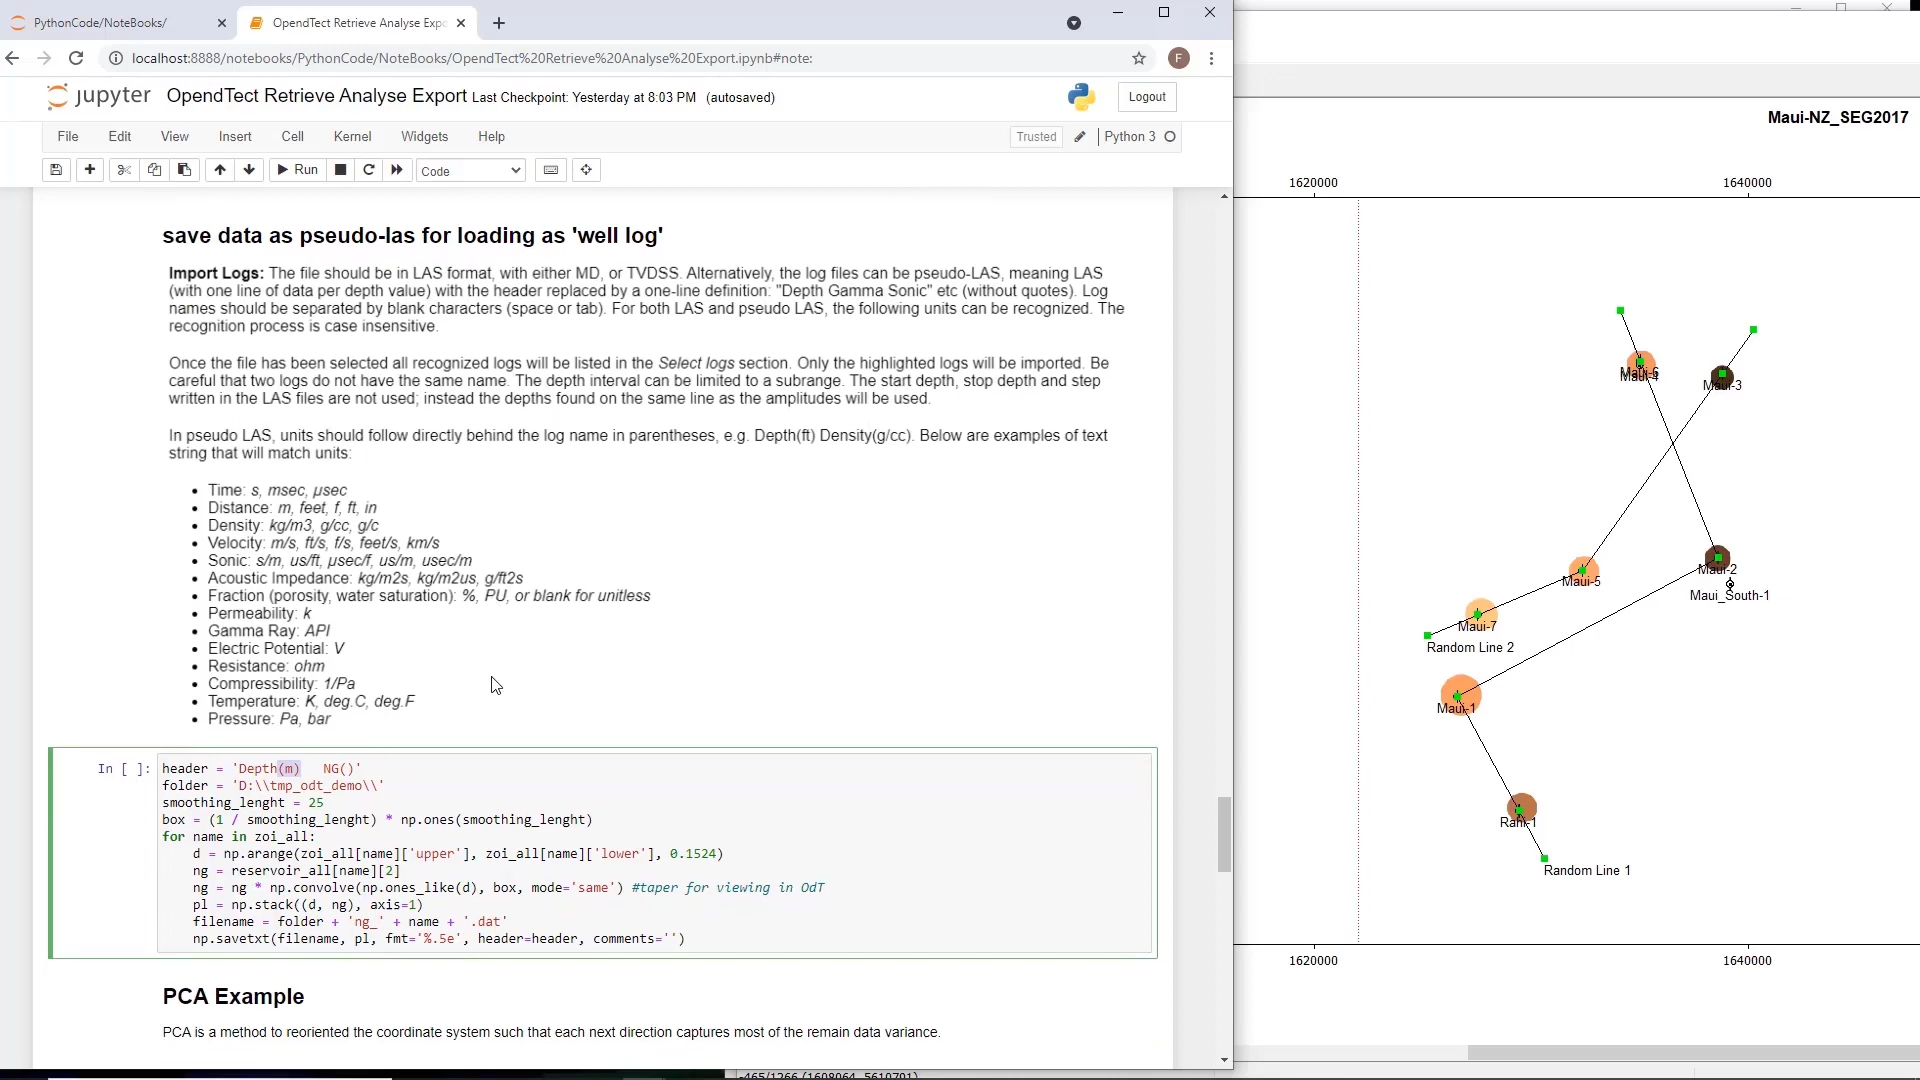 PythonCode/NoteBooks/
OpendTect Retrieve Analyse Expo
localhost:8888/notebooks/PythonCode/NoteBooks/OpendTect%20Retrieve%20Analyse%20Export.ipynb#note:
F
jupyter OpendTect Retrieve Analyse Export Last Checkpoint: Yesterday at 8:03 PM (autosaved)
Logout
File Edit View Insert Cell Kernel Widgets Help
Trusted Python 3
Run Code
save data as pseudo-las for loading as 'well log'
Import Logs: The file should be in LAS format, with either MD, or TVDSS. Alternatively, the log files can be pseudo-LAS, meaning LAS
(with one line of data per depth value) with the header replaced by a one-line definition: "Depth Gamma Sonic" etc (without quotes). Log
names should be separated by blank characters (space or tab). For both LAS and pseudo LAS, the following units can be recognized. The
recognition process is case insensitive.
Once the file has been selected all recognized logs will be listed in the Select logs section. Only the highlighted logs will be imported. Be
careful that two logs do not have the same name. The depth interval can be limited to a subrange. The start depth, stop depth and step
written in the LAS files are not used; instead the depths found on the same line as the amplitudes will be used.
In pseudo LAS, units should follow directly behind the log name in parentheses, e.g. Depth(ft) Density(g/cc). Below are examples of text
string that will match units:
• Time: s, msec, µsec
• Distance: m, feet, f, ft, in
• Density: kg/m3, g/cc, g/c
• Velocity: m/s, ft/s, f/s, feet/s, km/s
• Sonic: s/m, us/ft, µsec/f, us/m, usec/m
• Acoustic Impedance: kg/m2s, kg/m2us, g/ft2s
• Fraction (porosity, water saturation): %, PU, or blank for unitless
• Permeability: k
• Gamma Ray: API
• Electric Potential: V
• Resistance: ohm
• Compressibility: 1/Pa
• Temperature: K, deg.C, deg.F
• Pressure: Pa, bar
In [ ]: header = 'Depth(m)   NG()'
folder = 'D:\\tmp_odt_demo\\'
smoothing_lenght = 25
box = (1 / smoothing_lenght) * np.ones(smoothing_lenght)
for name in zoi_all:
    d = np.arange(zoi_all[name]['upper'], zoi_all[name]['lower'], 0.1524)
    ng = reservoir_all[name][2]
    ng = ng * np.convolve(np.ones_like(d), box, mode='same') #taper for viewing in OdT
    pl = np.stack((d, ng), axis=1)
    filename = folder + 'ng_' + name + '.dat'
    np.savetxt(filename, pl, fmt='%.5e', header=header, comments='')
PCA Example
PCA is a method to reoriented the coordinate system such that each next direction captures most of the remain data variance.
Maui-NZ_SEG2017
1620000 1640000
Maui-6
Maui-4
Maui-3
Maui-2
Maui-5
Maui_South-1
Maui-7
Random Line 2
Maui-1
Rahi-1
Random Line 1
1620000 1640000
-465/1266 (1608064, 5610791)